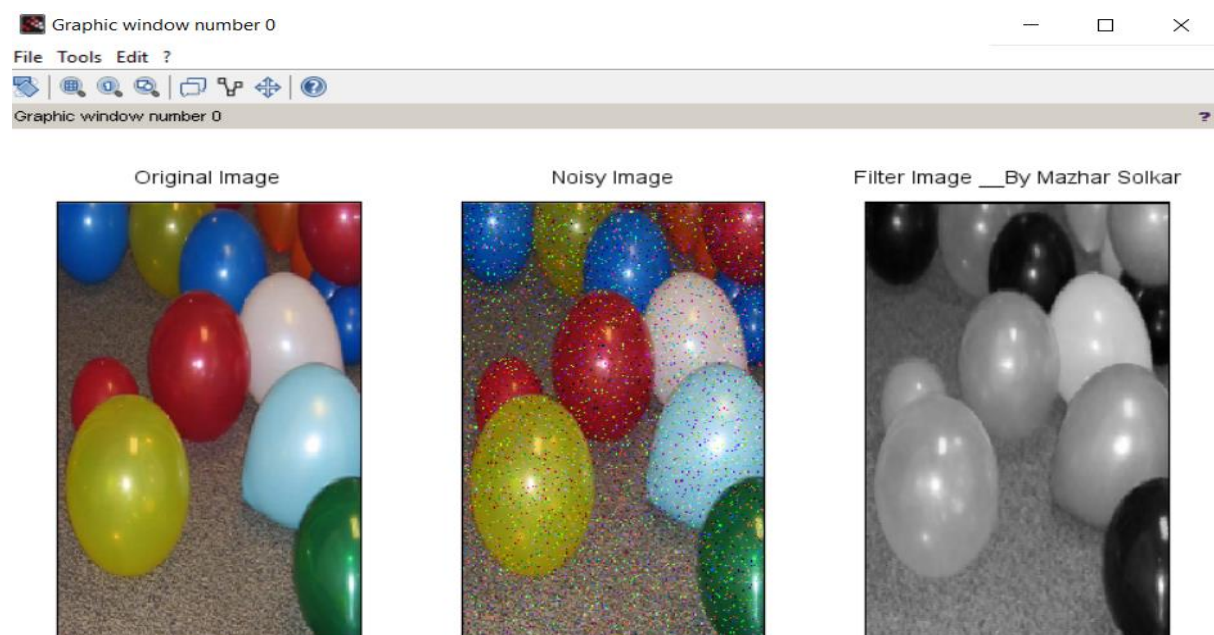 Graphic window number 0
File Tools Edit ?
Graphic window number 0 ?
Original Image
Noisy Image
Filter Image __By Mazhar Solkar